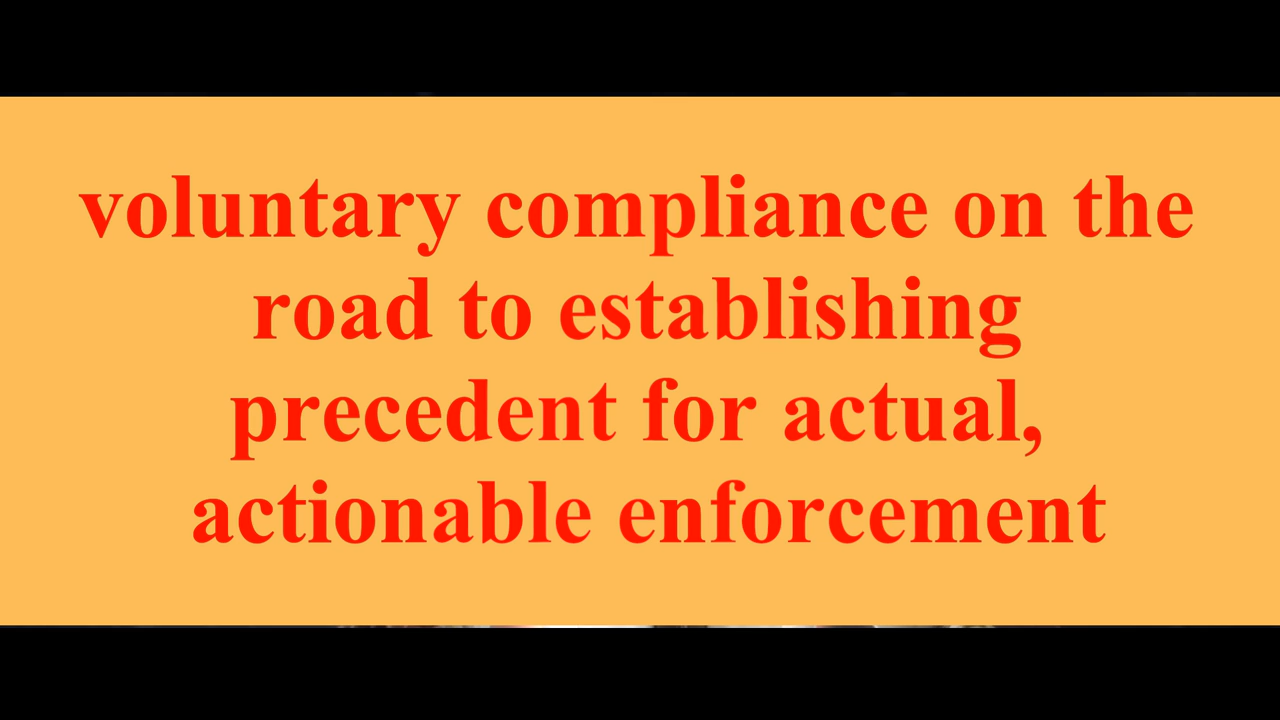 voluntary compliance on the
road to establishing
precedent for actual,
actionable enforcement